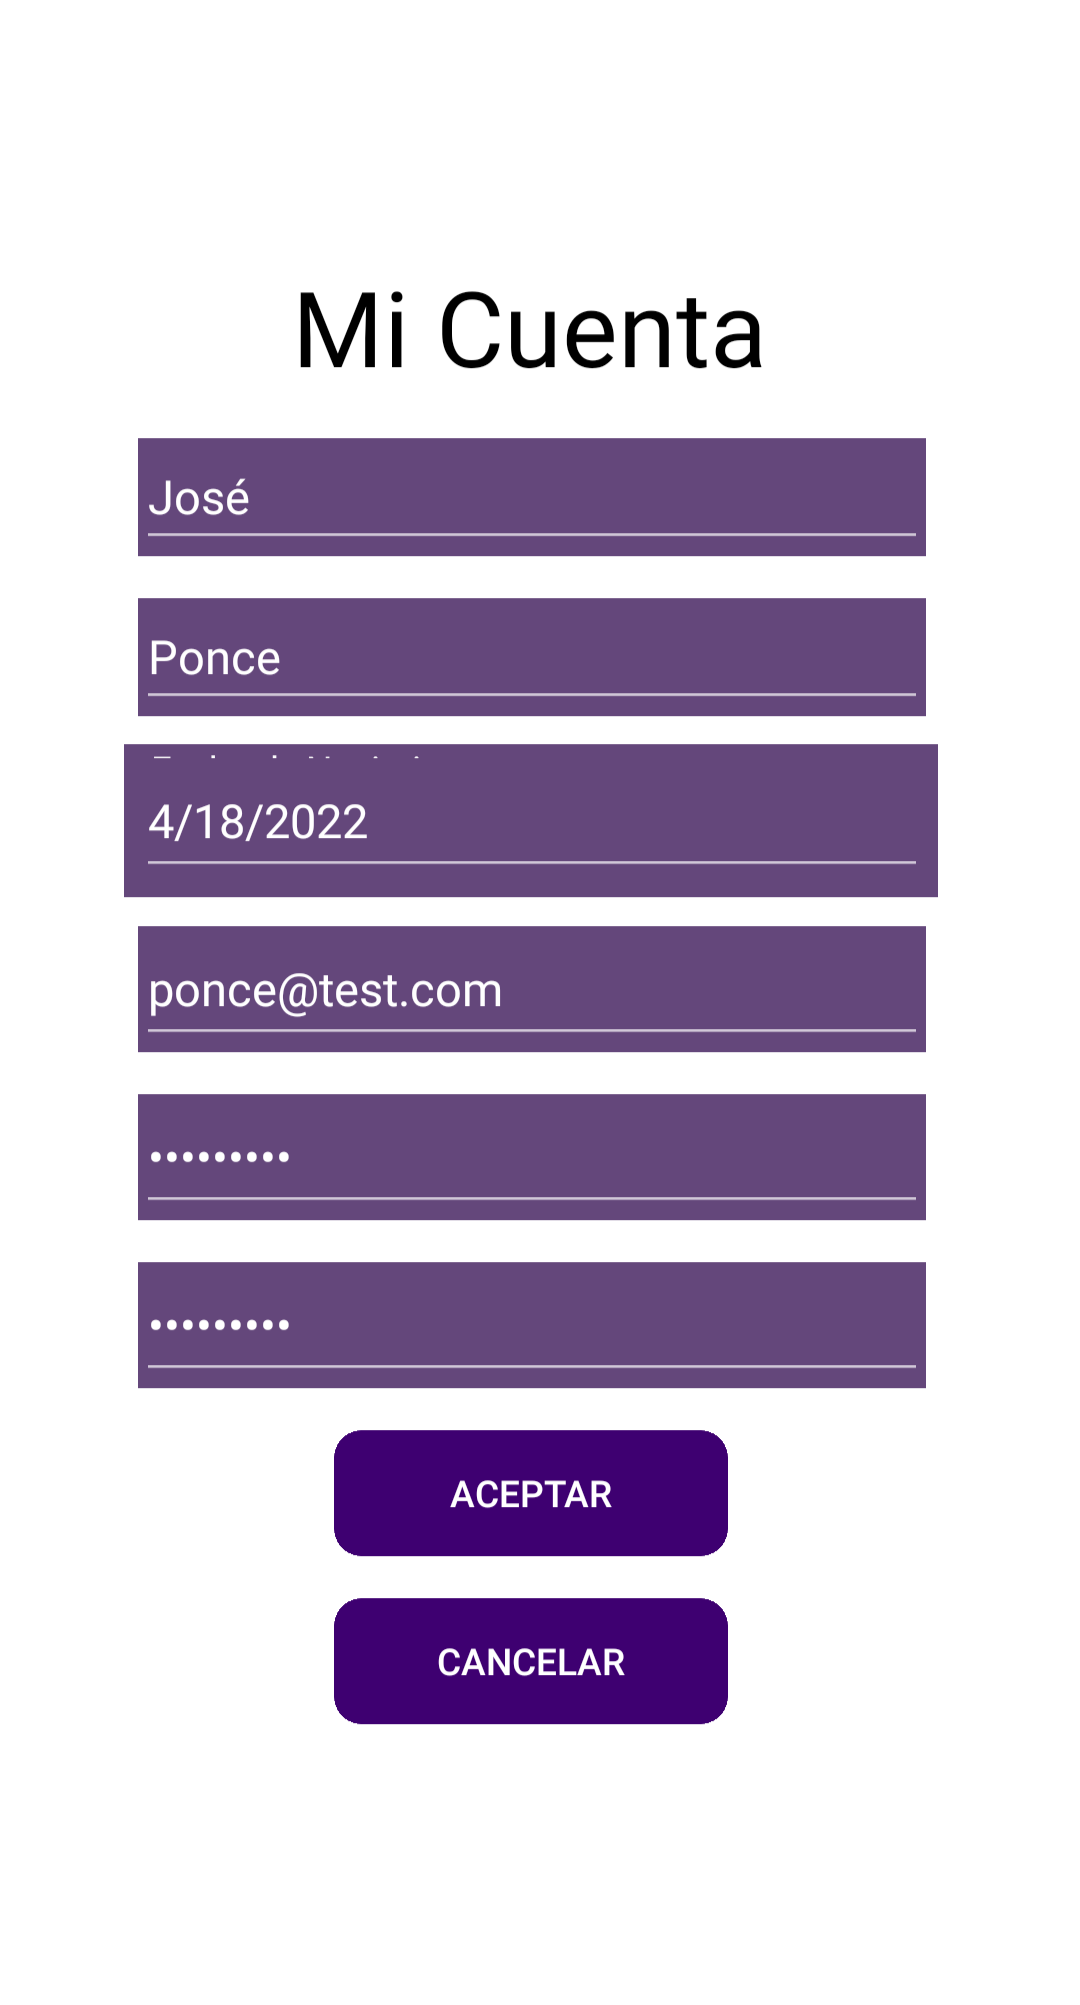 Mi Cuenta
José
Ponce
4/18/2022
ponce@test.com
•••••••••
•••••••••
ACEPTAR
CANCELAR